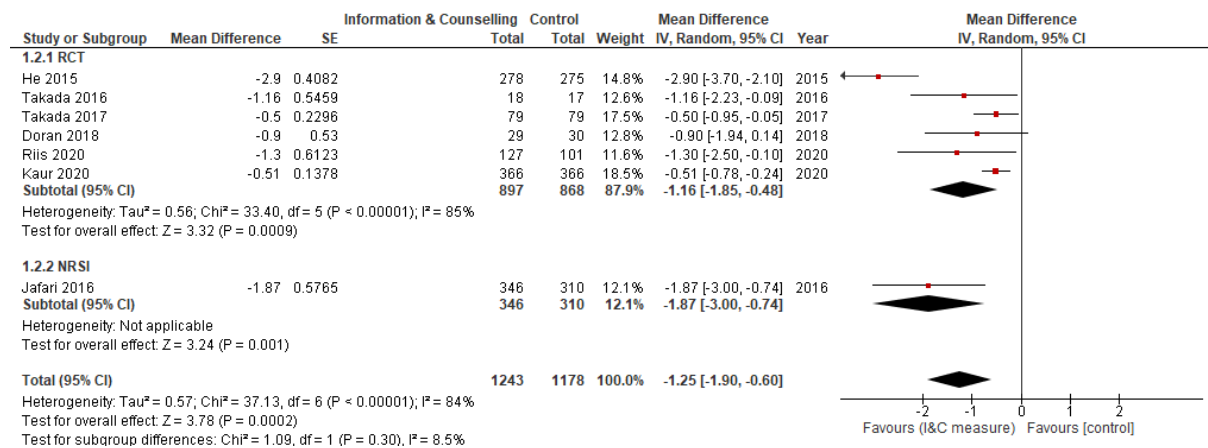 Information & Counselling Control Mean Difference Mean Difference
Study or Subgroup Mean Difference SE Total Total Weight IV, Random, 95% CI Year IV, Random, 95% CI
1.2.1 RCT
He 2015 -2.9 0.4082 278 275 14.8% -2.90 [-3.70, -2.10] 2015
Takada 2016 -1.16 0.5459 18 17 12.6% -1.16 [-2.23, -0.09] 2016
Takada 2017 -0.5 0.2296 79 79 17.5% -0.50 [-0.95, -0.05] 2017
Doran 2018 -0.9 0.53 29 30 12.8% -0.90 [-1.94, 0.14] 2018
Riis 2020 -1.3 0.6123 127 101 11.6% -1.30 [-2.50, -0.10] 2020
Kaur 2020 -0.51 0.1378 366 366 18.5% -0.51 [-0.78, -0.24] 2020
Subtotal (95% CI) 897 868 87.9% -1.16 [-1.85, -0.48]
Heterogeneity: Tau² = 0.56; Chi² = 33.40, df = 5 (P < 0.00001); I² = 85%
Test for overall effect: Z = 3.32 (P = 0.0009)
1.2.2 NRSI
Jafari 2016 -1.87 0.5765 346 310 12.1% -1.87 [-3.00, -0.74] 2016
Subtotal (95% CI) 346 310 12.1% -1.87 [-3.00, -0.74]
Heterogeneity: Not applicable
Test for overall effect: Z = 3.24 (P = 0.001)
Total (95% CI) 1243 1178 100.0% -1.25 [-1.90, -0.60]
Heterogeneity: Tau² = 0.57; Chi² = 37.13, df = 6 (P < 0.00001); I² = 84%
Test for overall effect: Z = 3.78 (P = 0.0002)
Test for subgroup differences: Chi² = 1.09, df = 1 (P = 0.30), I² = 8.5%
-2 -1 0 1 2
Favours (I&C measure) Favours [control]